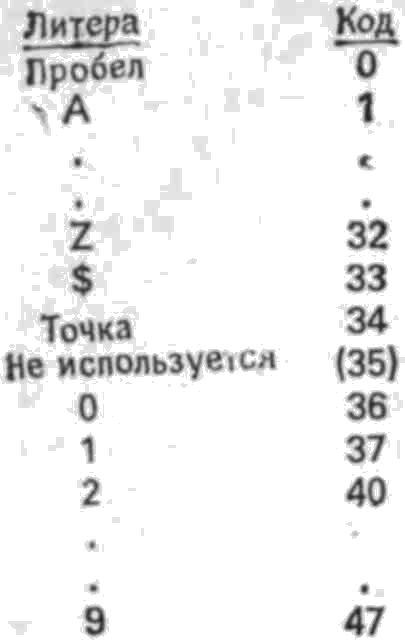 Литера Код
Пробел 0
A 1
. .
. .
Z 32
$ 33
Точка 34
Не используется (35)
0 36
1 37
2 40
. .
. .
9 47